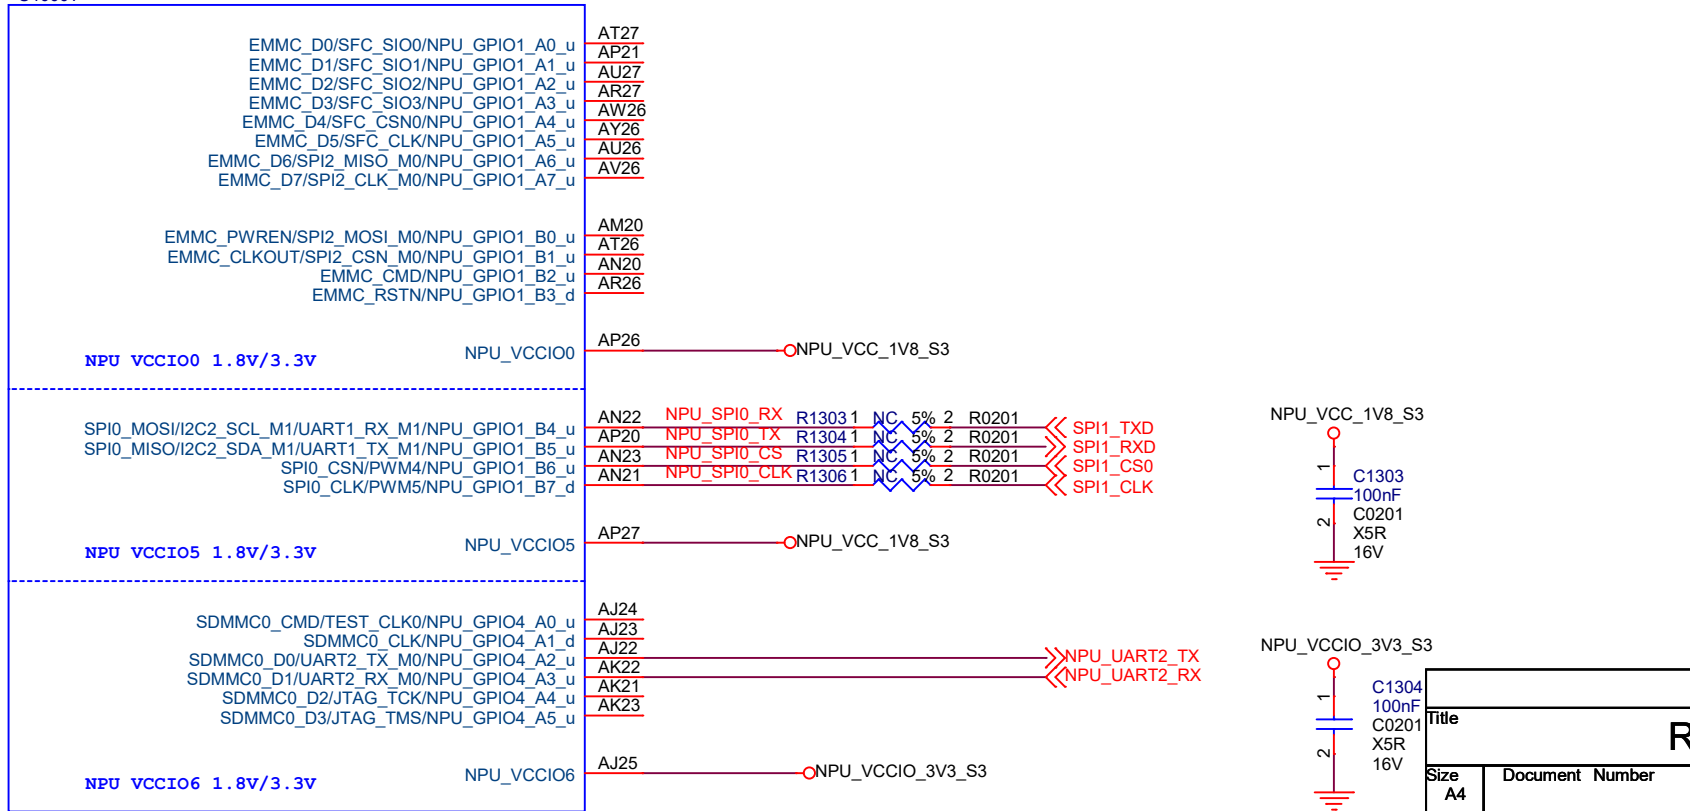 EMMC_D0/SFC_SIO0/NPU_GPIO1_A0_u AT27
EMMC_D1/SFC_SIO1/NPU_GPIO1_A1_u AP21
EMMC_D2/SFC_SIO2/NPU_GPIO1_A2_u AU27
EMMC_D3/SFC_SIO3/NPU_GPIO1_A3_u AR27
EMMC_D4/SFC_CSN0/NPU_GPIO1_A4_u AW26
EMMC_D5/SFC_CLK/NPU_GPIO1_A5_u AY26
EMMC_D6/SPI2_MISO_M0/NPU_GPIO1_A6_u AU26
EMMC_D7/SPI2_CLK_M0/NPU_GPIO1_A7_u AV26
EMMC_PWREN/SPI2_MOSI_M0/NPU_GPIO1_B0_u AM20
EMMC_CLKOUT/SPI2_CSN_M0/NPU_GPIO1_B1_u AT26
EMMC_CMD/NPU_GPIO1_B2_u AN20
EMMC_RSTN/NPU_GPIO1_B3_d AR26
NPU VCCIO0 1.8V/3.3V NPU_VCCIO0 AP26 NPU_VCC_1V8_S3
SPI0_MOSI/I2C2_SCL_M1/UART1_RX_M1/NPU_GPIO1_B4_u AN22 NPU_SPI0_RX R1303 1 NC 5% 2 R0201 SPI1_TXD
SPI0_MISO/I2C2_SDA_M1/UART1_TX_M1/NPU_GPIO1_B5_u AP20 NPU_SPI0_TX R1304 1 NC 5% 2 R0201 SPI1_RXD
SPI0_CSN/PWM4/NPU_GPIO1_B6_u AN23 NPU_SPI0_CS R1305 1 NC 5% 2 R0201 SPI1_CS0
SPI0_CLK/PWM5/NPU_GPIO1_B7_d AN21 NPU_SPI0_CLK R1306 1 NC 5% 2 R0201 SPI1_CLK
NPU VCCIO5 1.8V/3.3V NPU_VCCIO5 AP27 NPU_VCC_1V8_S3
NPU_VCC_1V8_S3
1
C1303
100nF
C0201
2
X5R
16V
SDMMC0_CMD/TEST_CLK0/NPU_GPIO4_A0_u AJ24
SDMMC0_CLK/NPU_GPIO4_A1_d AJ23
SDMMC0_D0/UART2_TX_M0/NPU_GPIO4_A2_u AJ22 NPU_UART2_TX
SDMMC0_D1/UART2_RX_M0/NPU_GPIO4_A3_u AK22 NPU_UART2_RX
SDMMC0_D2/JTAG_TCK/NPU_GPIO4_A4_u AK21
SDMMC0_D3/JTAG_TMS/NPU_GPIO4_A5_u AK23
NPU VCCIO6 1.8V/3.3V NPU_VCCIO6 AJ25 NPU_VCCIO_3V3_S3
NPU_VCCIO_3V3_S3
1
C1304
100nF
C0201
2
X5R
16V
Title
R
Size Document Number
A4